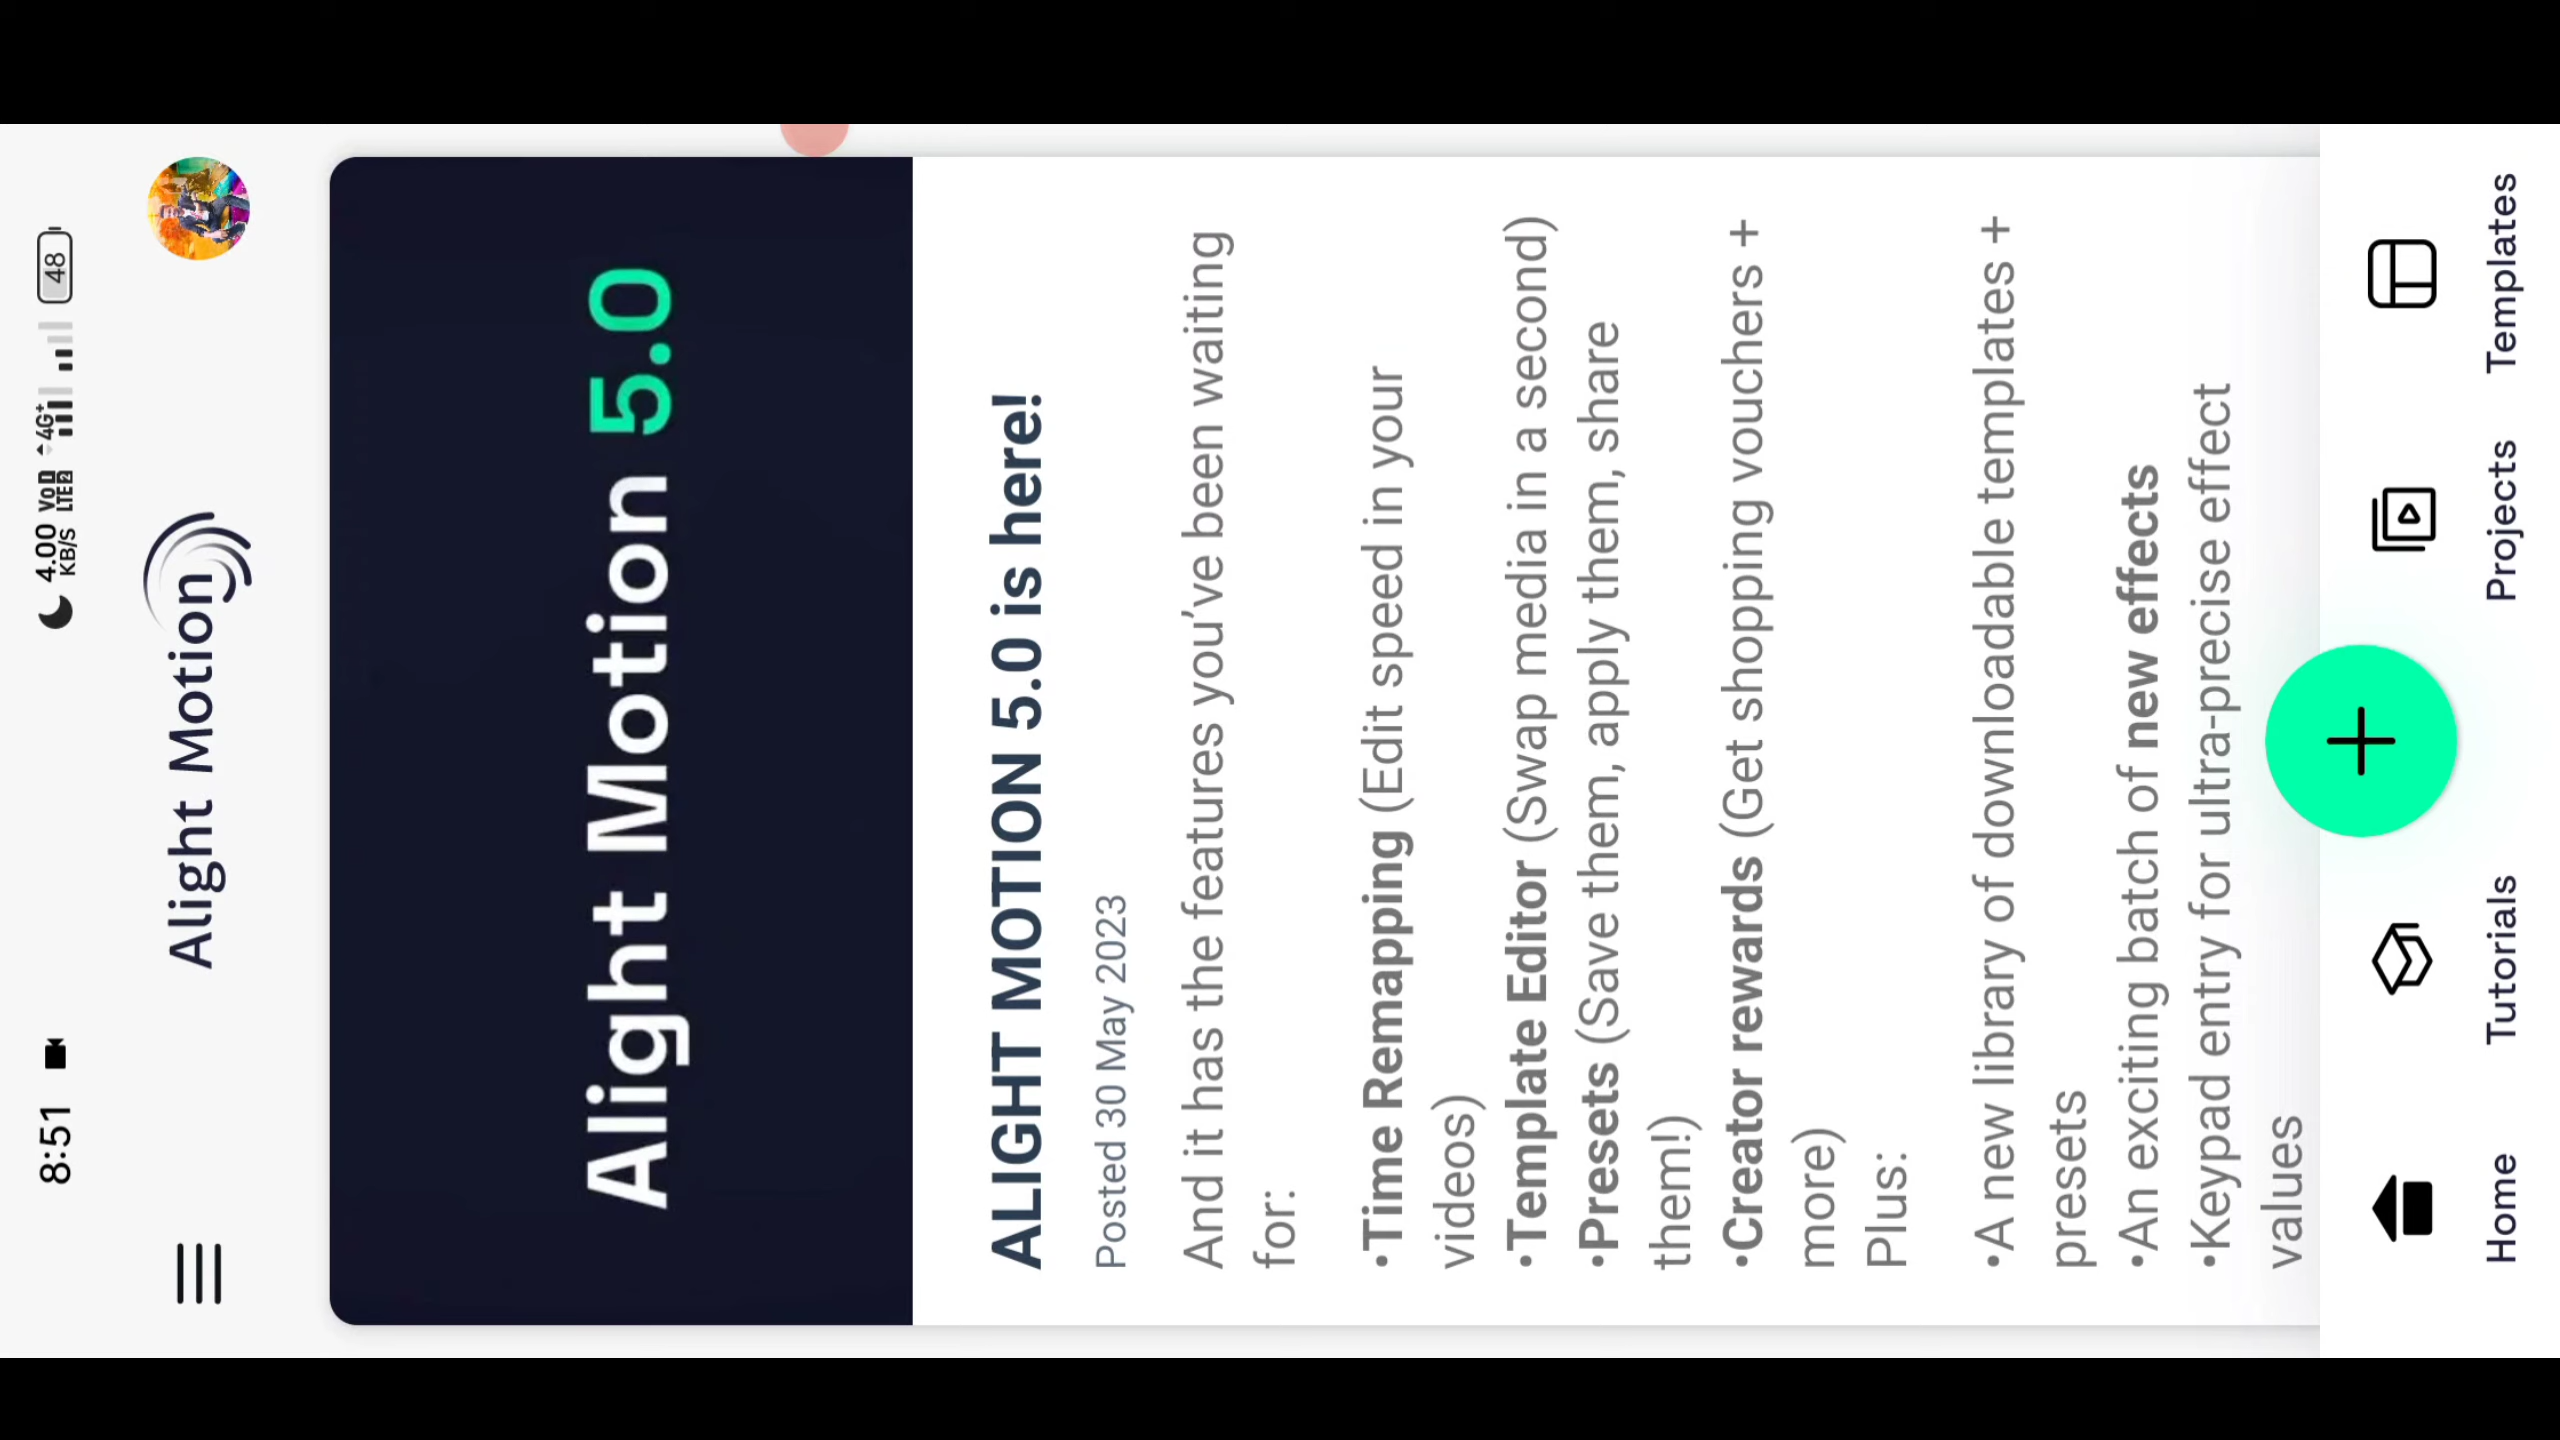 8:51
4.00 KB/S
Vo LTE 1 2
4G+
48
Alight Motion
Alight Motion 5.0
ALIGHT MOTION 5.0 is here!
Posted 30 May 2023
And it has the features you've been waiting
for:
•Time Remapping (Edit speed in your
videos)
•Template Editor (Swap media in a second)
•Presets (Save them, apply them, share
them!)
•Creator rewards (Get shopping vouchers +
more)
Plus:
•A new library of downloadable templates +
presets
•An exciting batch of new effects
•Keypad entry for ultra-precise effect
values
Home
Tutorials
Projects
Templates